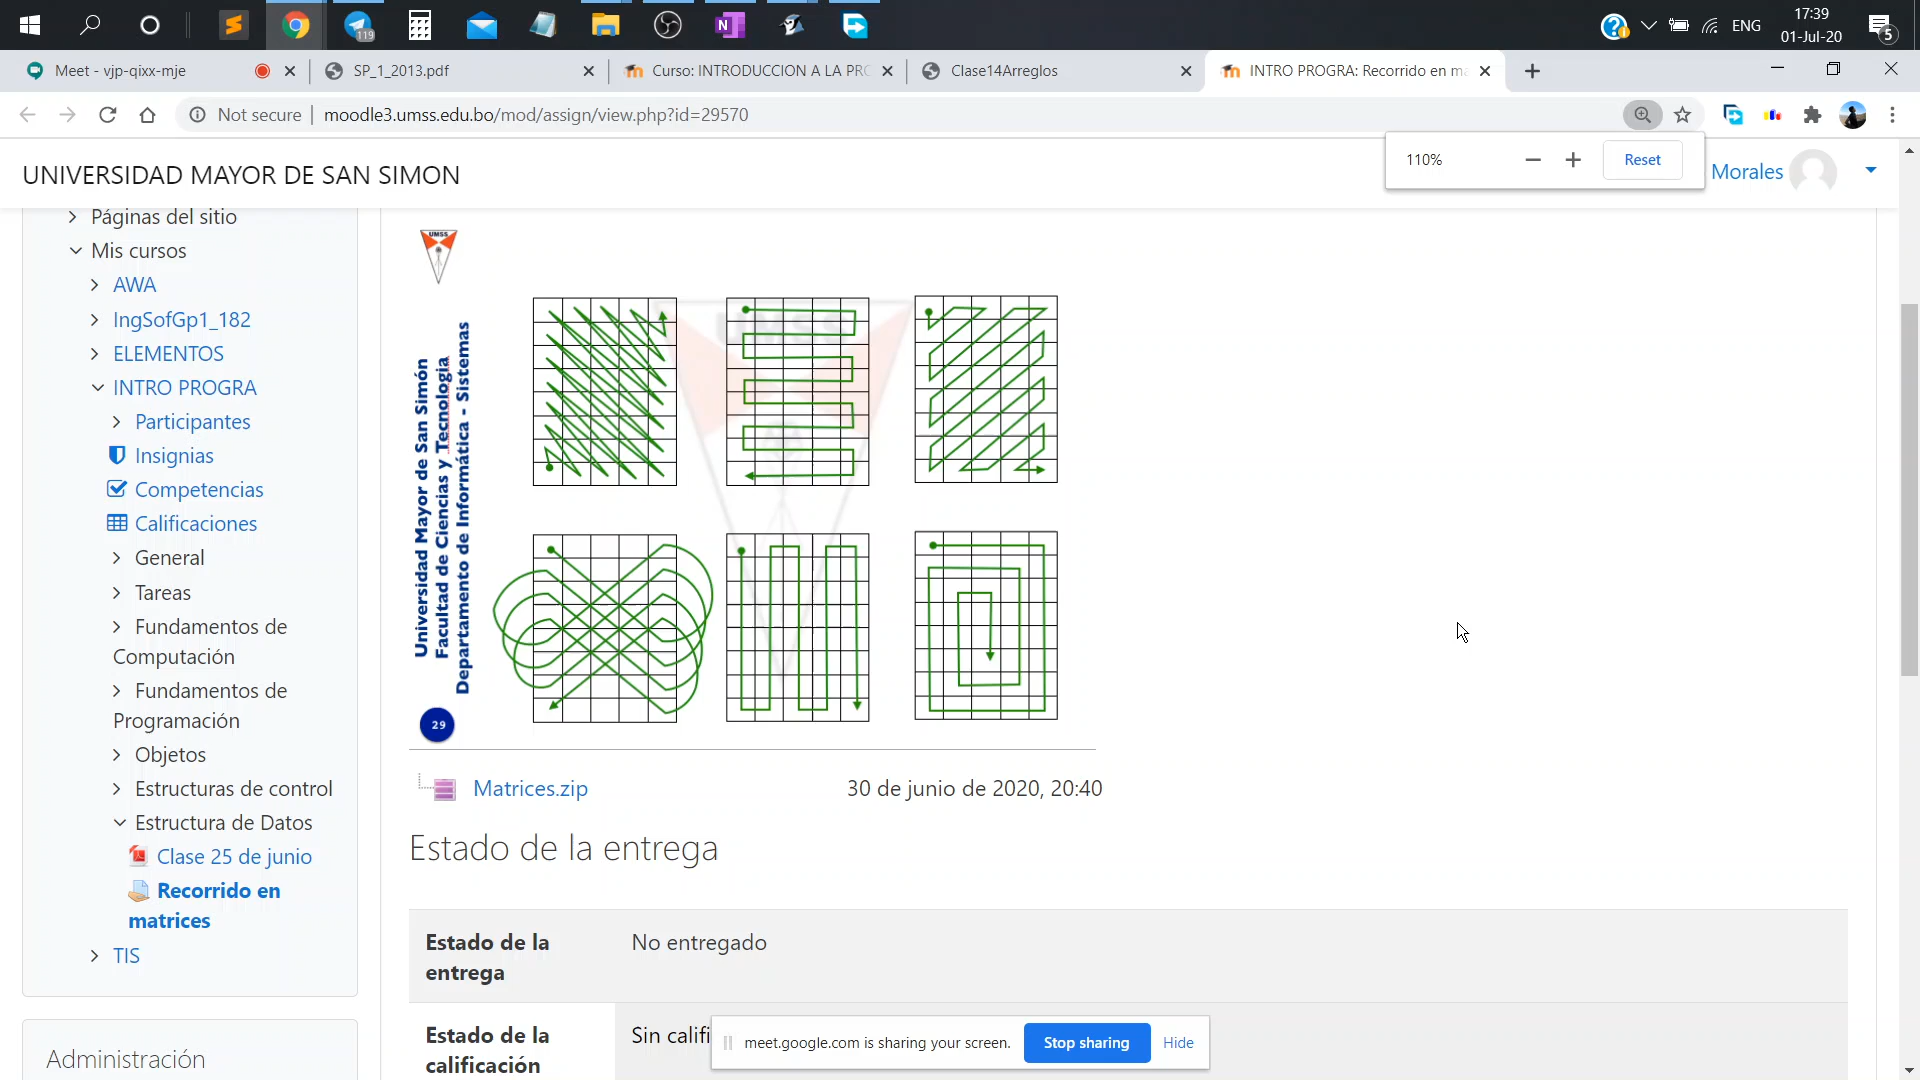 119
ENG
17:39
01-Jul-20
5
Meet - vjp-qixx-mje
SP_1_2013.pdf
Curso: INTRODUCCION A LA PRO
Clase14Arreglos
INTRO PROGRA: Recorrido en ma
Not secure
moodle3.umss.edu.bo/mod/assign/view.php?id=29570
110%
Reset
UNIVERSIDAD MAYOR DE SAN SIMON
Morales
Páginas del sitio
Mis cursos
AWA
IngSofGp1_182
ELEMENTOS
INTRO PROGRA
Participantes
Insignias
Competencias
Calificaciones
General
Tareas
Fundamentos de
Computación
Fundamentos de
Programación
Objetos
Estructuras de control
Estructura de Datos
Clase 25 de junio
Recorrido en
matrices
TIS
Administración
UMSS
UMSS
Universidad Mayor de San Simón
Facultad de Ciencias y Tecnología
Departamento de Informática - Sistemas
29
Matrices.zip
30 de junio de 2020, 20:40
Estado de la entrega
Estado de la
entrega
No entregado
Estado de la
calificación
Sin califi
meet.google.com is sharing your screen.
Stop sharing
Hide